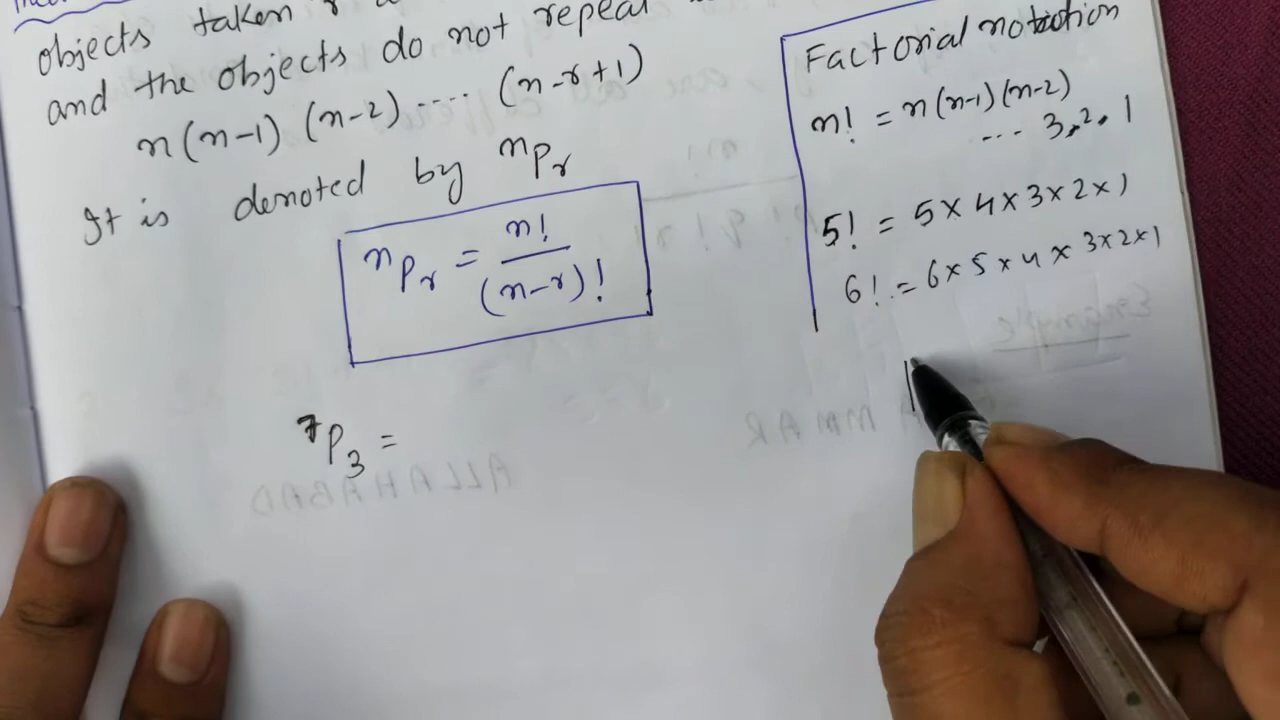 objects taken r
and the objects do not repeat
n(n-1) (n-2) .... (n-r+1)
It is denoted by nPr
nPr = n! / (n-r)!
7P3 =
Factorial notation
n! = n(n-1)(n-2)
... 3.2.1
5! = 5×4×3×2×1
6! = 6×5×4×3×2×1